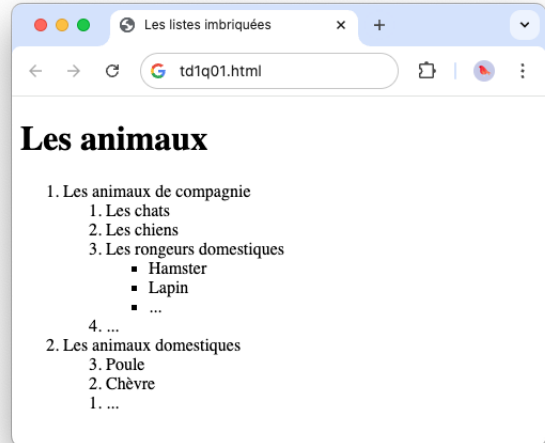 Les listes imbriquées
td1q01.html
Les animaux
1. Les animaux de compagnie
1. Les chats
2. Les chiens
3. Les rongeurs domestiques
▪ Hamster
▪ Lapin
▪ ...
4. ...
2. Les animaux domestiques
3. Poule
2. Chèvre
1. ...